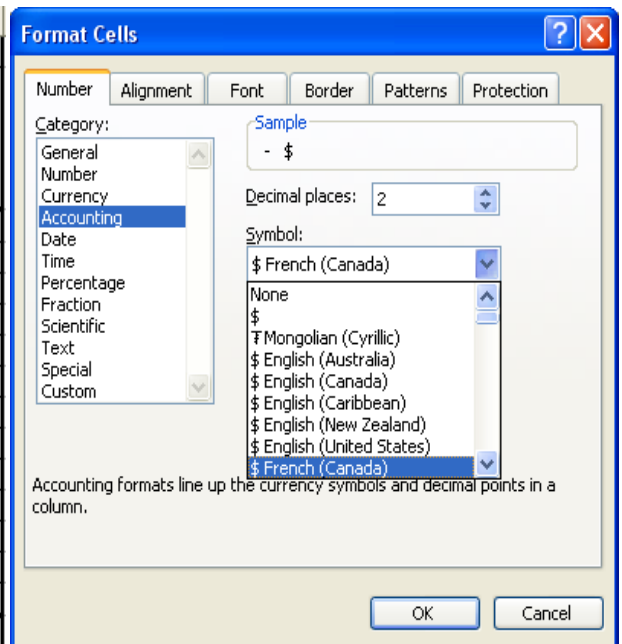 Format Cells
Number Alignment Font Border Patterns Protection
Category:
General
Number
Currency
Accounting
Date
Time
Percentage
Fraction
Scientific
Text
Special
Custom
Sample
- $
Decimal places: 2
Symbol:
$ French (Canada)
None
$
₮ Mongolian (Cyrillic)
$ English (Australia)
$ English (Canada)
$ English (Caribbean)
$ English (New Zealand)
$ English (United States)
$ French (Canada)
Accounting formats line up the currency symbols and decimal points in a
column.
OK Cancel